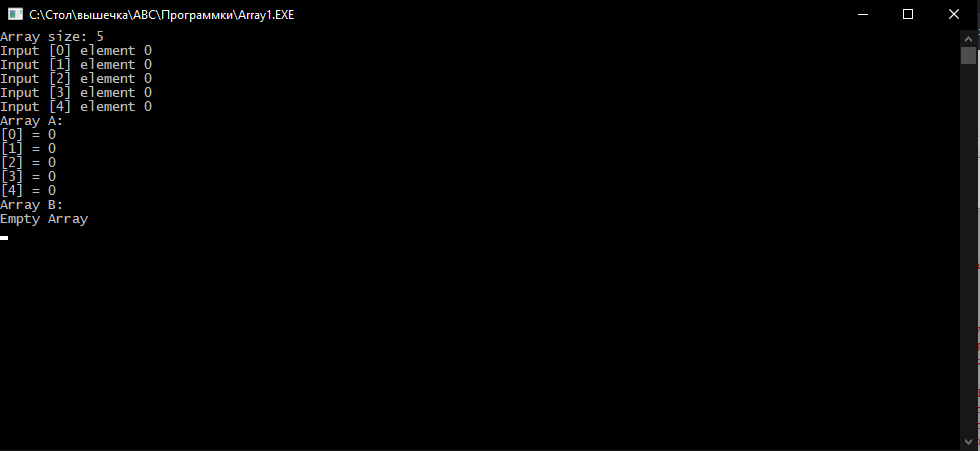 C:\Стол\вышечка\АВС\Программки\Array1.EXE
Array size: 5
Input [0] element 0
Input [1] element 0
Input [2] element 0
Input [3] element 0
Input [4] element 0
Array A:
[0] = 0
[1] = 0
[2] = 0
[3] = 0
[4] = 0
Array B:
Empty Array